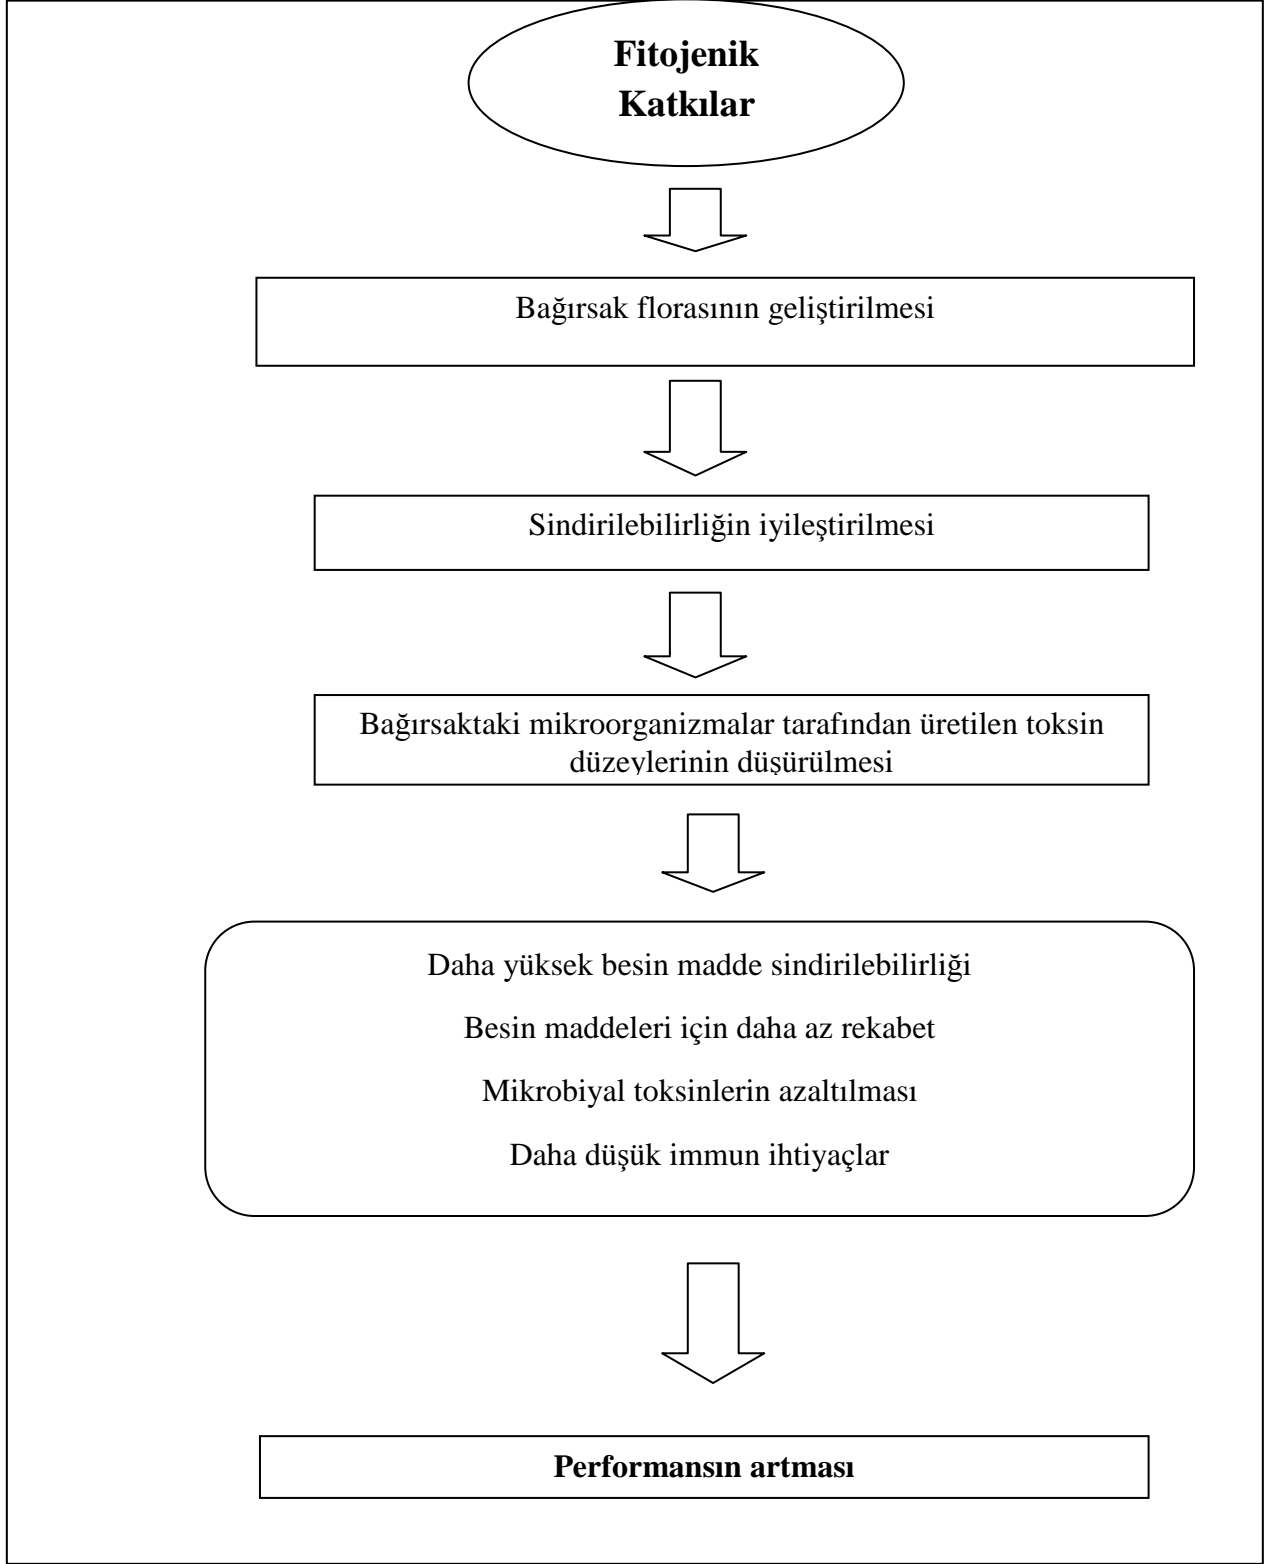 Fitojenik
Katkılar
Bağırsak florasının geliştirilmesi
Sindirilebilirliğin iyileştirilmesi
Bağırsaktaki mikroorganizmalar tarafından üretilen toksin
düzeylerinin düşürülmesi
Daha yüksek besin madde sindirilebilirliği
Besin maddeleri için daha az rekabet
Mikrobiyal toksinlerin azaltılması
Daha düşük immun ihtiyaçlar
Performansın artması